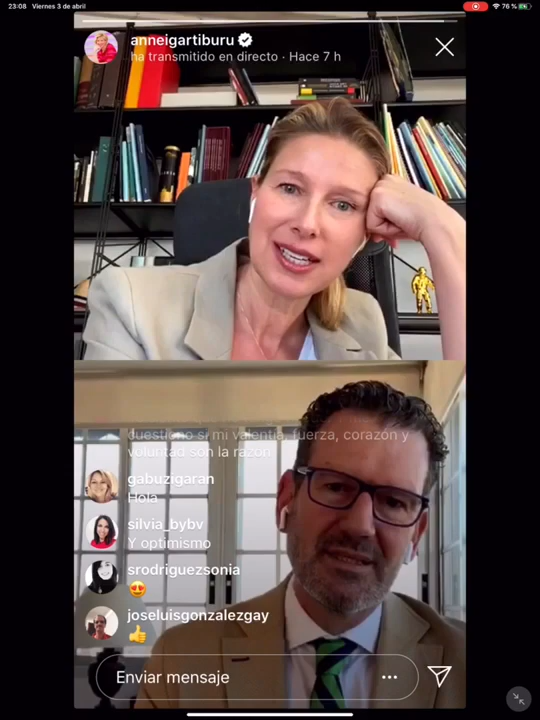 23:08 Viernes 3 de abril
76 %
anneigartiburu
ha transmitido en directo · Hace 7 h
cuestiono si mi valentía, fuerza, corazón y
voluntad son la razón
gabuzigaran
Hola
silvia_bybv
Y optimismo
srodriguezsonia
joseluisgonzalezgay
Enviar mensaje